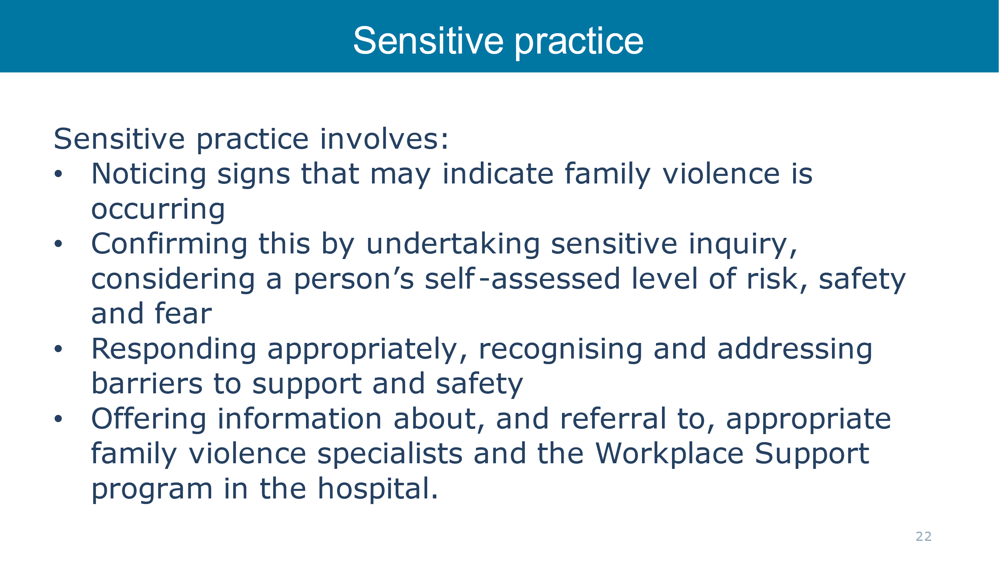 Sensitive practice
Sensitive practice involves:
• Noticing signs that may indicate family violence is
occurring
• Confirming this by undertaking sensitive inquiry,
considering a person’s self-assessed level of risk, safety
and fear
• Responding appropriately, recognising and addressing
barriers to support and safety
• Offering information about, and referral to, appropriate
family violence specialists and the Workplace Support
program in the hospital.
22